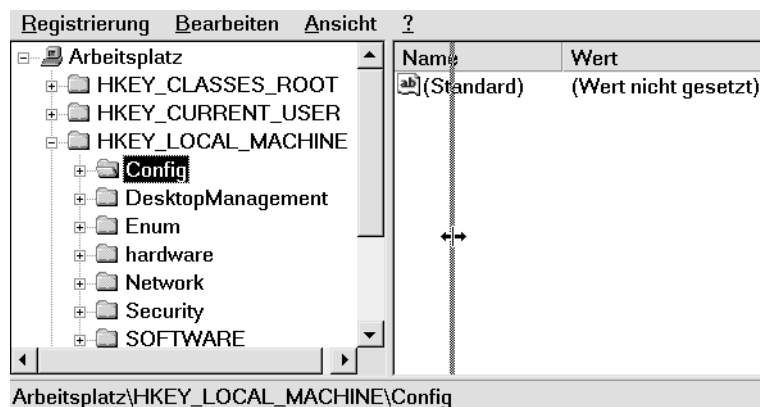 Registrierung Bearbeiten Ansicht ?
Arbeitsplatz
HKEY_CLASSES_ROOT
HKEY_CURRENT_USER
HKEY_LOCAL_MACHINE
Config
DesktopManagement
Enum
hardware
Network
Security
SOFTWARE
Name Wert
ab (Standard) (Wert nicht gesetzt)
Arbeitsplatz\HKEY_LOCAL_MACHINE\Config